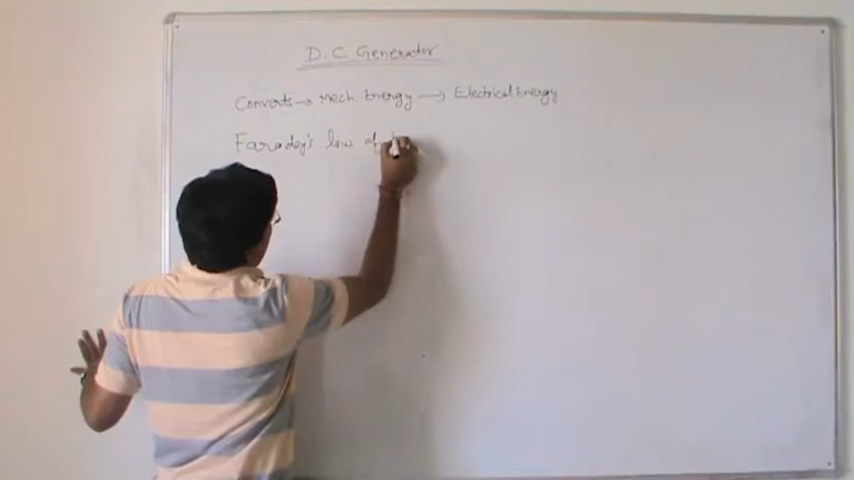 D.C Generator
Converts → Mech Energy → Electrical Energy
Faraday's law of